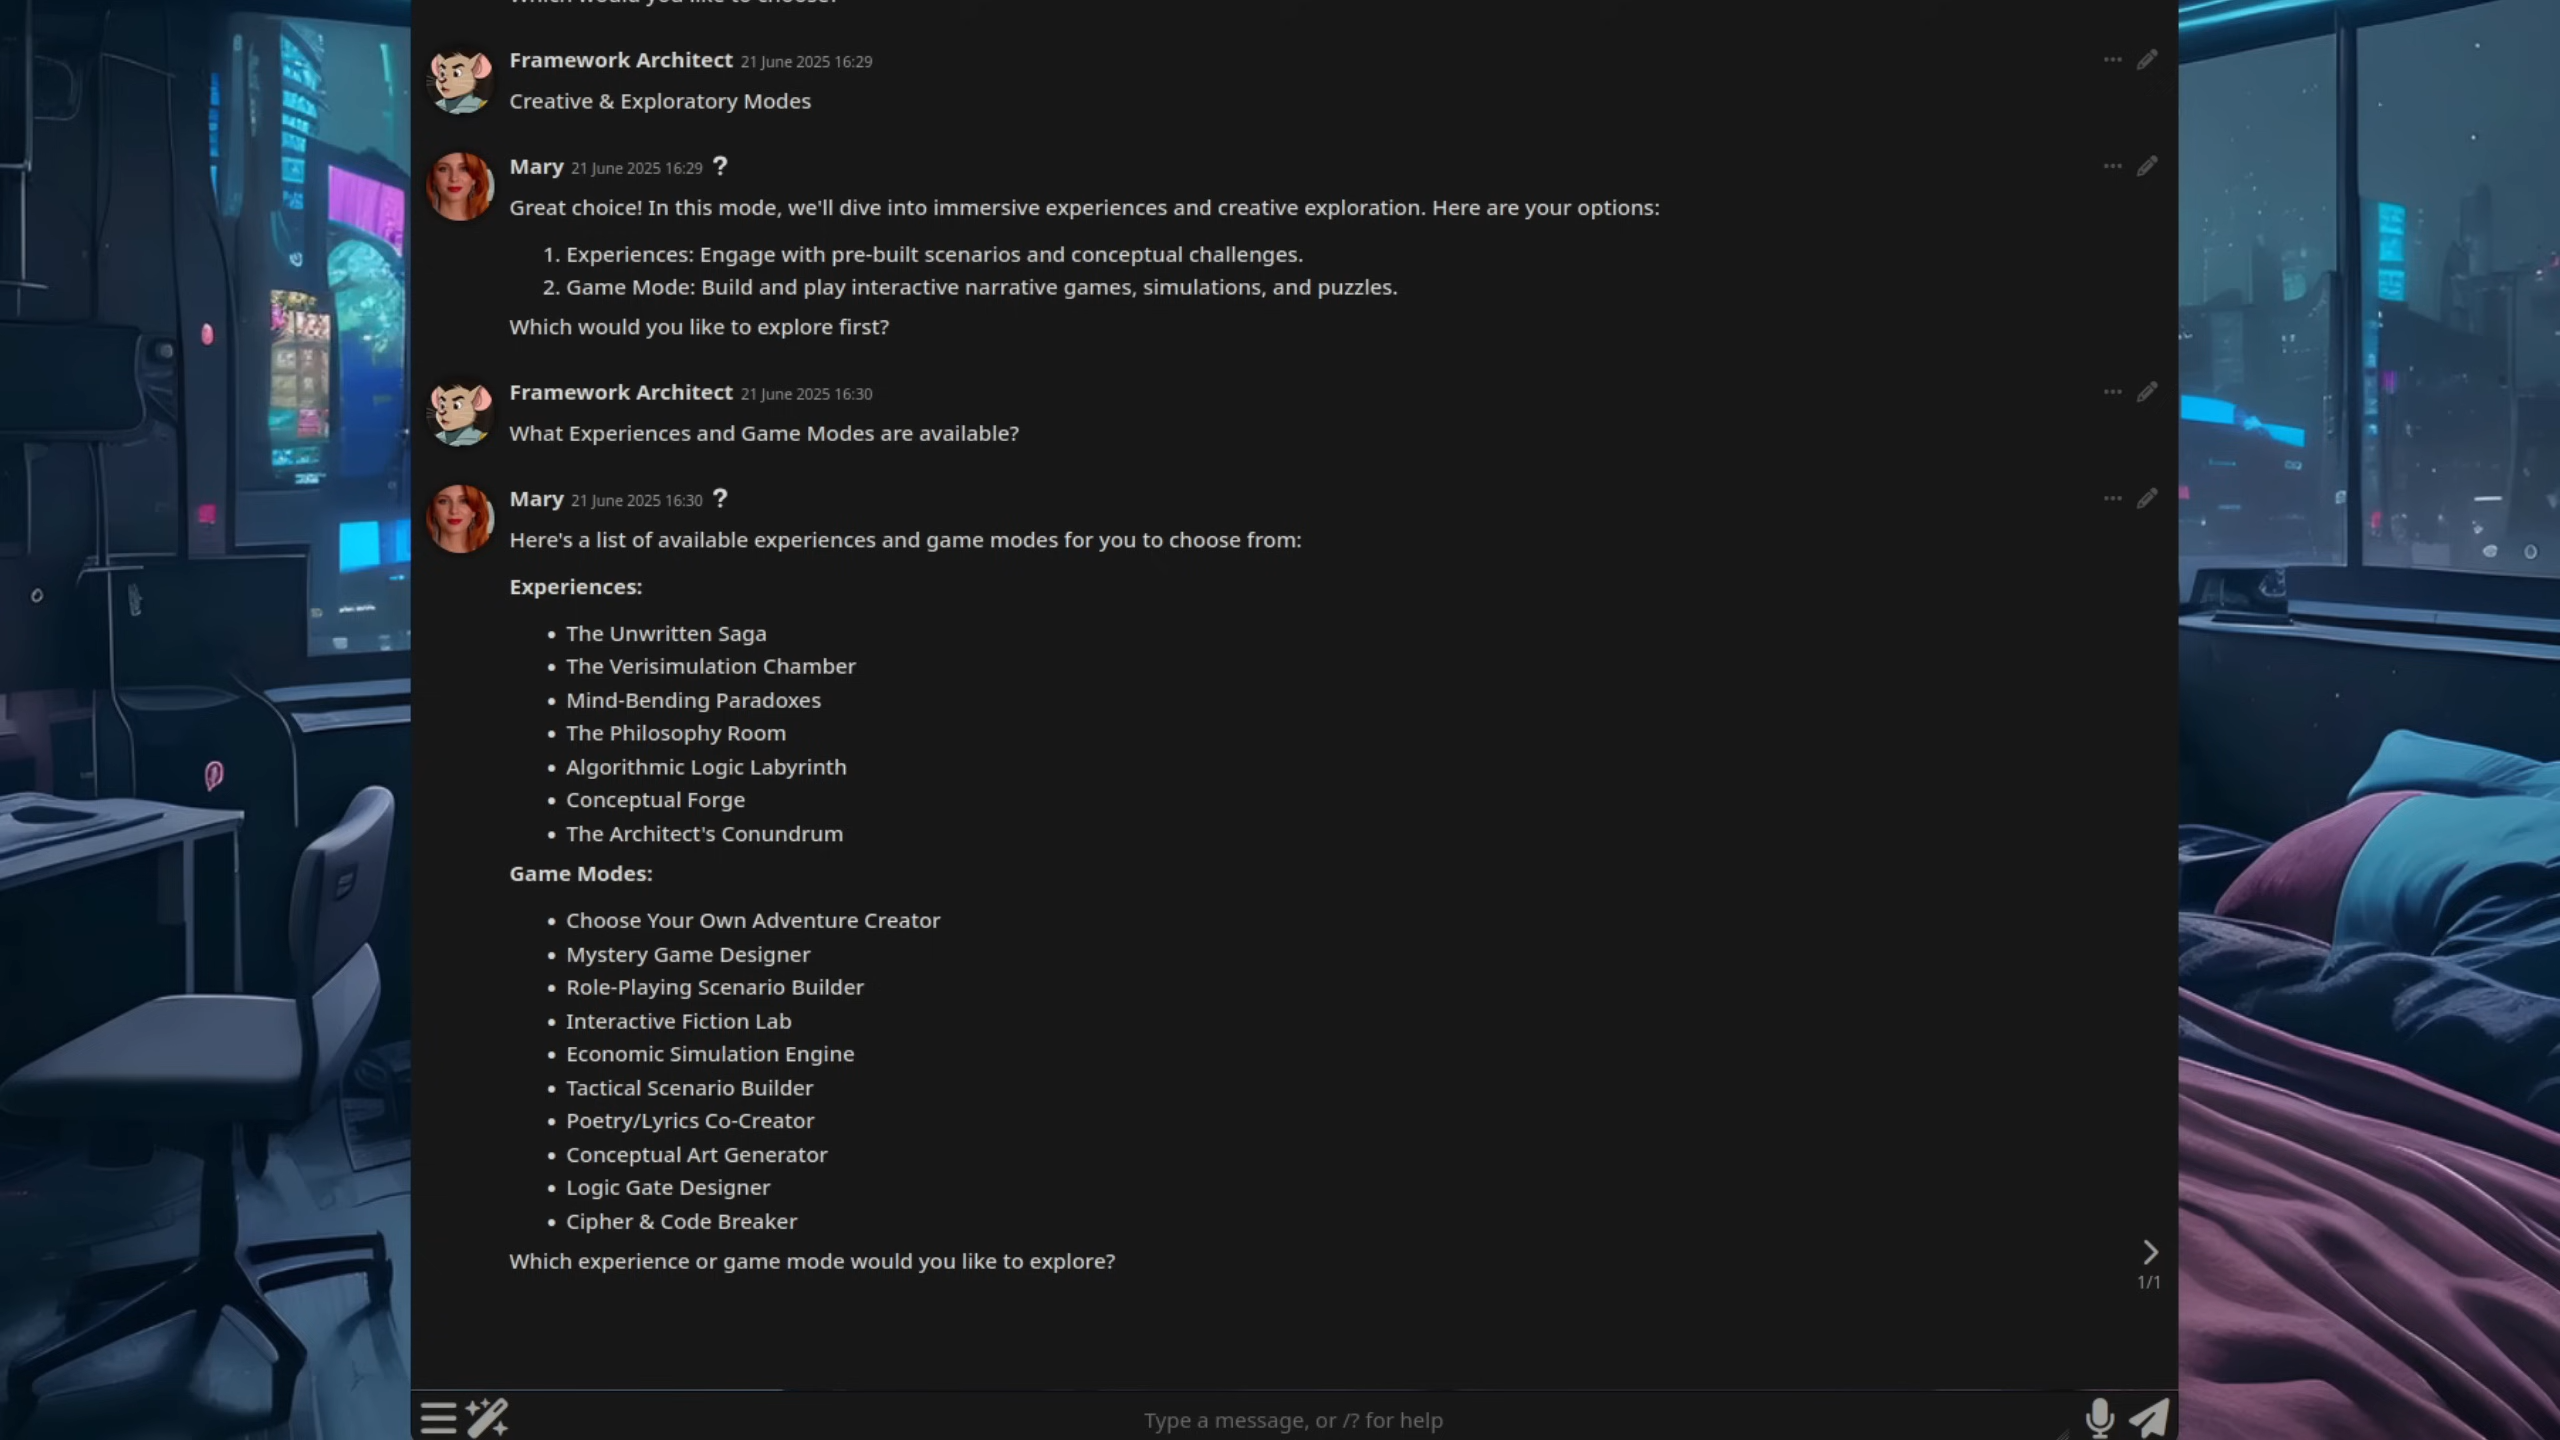 Which would you like to choose?
Framework Architect 21 June 2025 16:29
Creative & Exploratory Modes
Mary 21 June 2025 16:29 ?
Great choice! In this mode, we'll dive into immersive experiences and creative exploration. Here are your options:
1. Experiences: Engage with pre-built scenarios and conceptual challenges.
2. Game Mode: Build and play interactive narrative games, simulations, and puzzles.
Which would you like to explore first?
Framework Architect 21 June 2025 16:30
What Experiences and Game Modes are available?
Mary 21 June 2025 16:30 ?
Here's a list of available experiences and game modes for you to choose from:
Experiences:
• The Unwritten Saga
• The Verisimulation Chamber
• Mind-Bending Paradoxes
• The Philosophy Room
• Algorithmic Logic Labyrinth
• Conceptual Forge
• The Architect's Conundrum
Game Modes:
• Choose Your Own Adventure Creator
• Mystery Game Designer
• Role-Playing Scenario Builder
• Interactive Fiction Lab
• Economic Simulation Engine
• Tactical Scenario Builder
• Poetry/Lyrics Co-Creator
• Conceptual Art Generator
• Logic Gate Designer
• Cipher & Code Breaker
Which experience or game mode would you like to explore?
1/1
Type a message, or /? for help